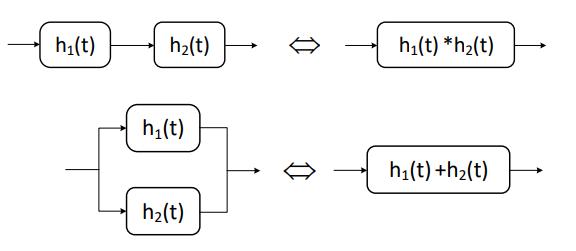 h₁(t) h₂(t) ⇔ h₁(t) *h₂(t)
h₁(t)
⇔ h₁(t) +h₂(t)
h₂(t)